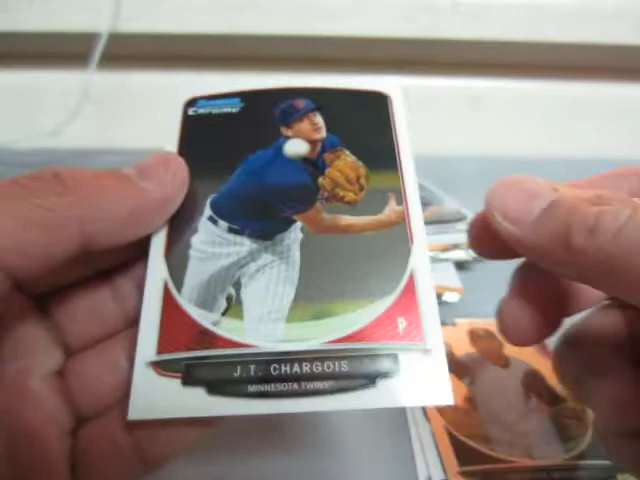 Bowman
CHROME
P
J.T. CHARGOIS
MINNESOTA TWINS®